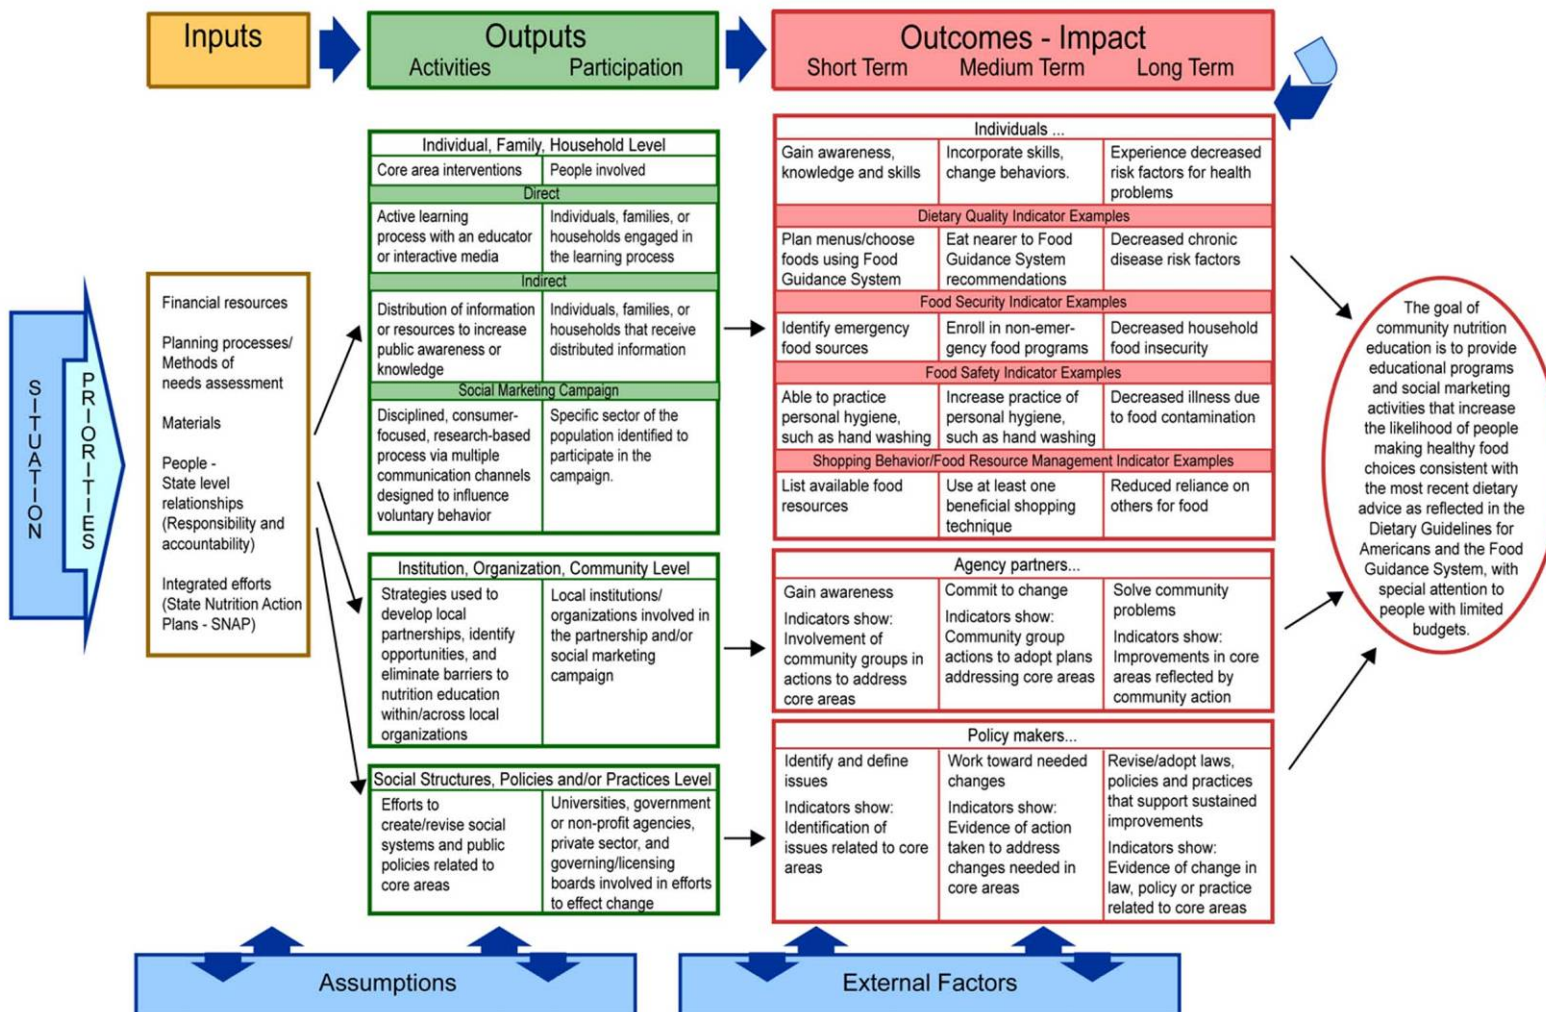 Inputs
Outputs
Activities Participation
Outcomes - Impact
Short Term Medium Term Long Term
SITUATION
PRIORITIES
Financial resources
Planning processes/
Methods of
needs assessment
Materials
People -
State level
relationships
(Responsibility and
accountability)
Integrated efforts
(State Nutrition Action
Plans - SNAP)
Individual, Family, Household Level
Core area interventions
People involved
Direct
Active learning
process with an educator
or interactive media
Individuals, families, or
households engaged in
the learning process
Indirect
Distribution of information
or resources to increase
public awareness or
knowledge
Individuals, families, or
households that receive
distributed information
Social Marketing Campaign
Disciplined, consumer-
focused, research-based
process via multiple
communication channels
designed to influence
voluntary behavior
Specific sector of the
population identified to
participate in the
campaign.
Institution, Organization, Community Level
Strategies used to
develop local
partnerships, identify
opportunities, and
eliminate barriers to
nutrition education
within/across local
organizations
Local institutions/
organizations involved in
the partnership and/or
social marketing
campaign
Social Structures, Policies and/or Practices Level
Efforts to
create/revise social
systems and public
policies related to
core areas
Universities, government
or non-profit agencies,
private sector, and
governing/licensing
boards involved in efforts
to effect change
Individuals ...
Gain awareness,
knowledge and skills
Incorporate skills,
change behaviors.
Experience decreased
risk factors for health
problems
Dietary Quality Indicator Examples
Plan menus/choose
foods using Food
Guidance System
Eat nearer to Food
Guidance System
recommendations
Decreased chronic
disease risk factors
Food Security Indicator Examples
Identify emergency
food sources
Enroll in non-emer-
gency food programs
Decreased household
food insecurity
Food Safety Indicator Examples
Able to practice
personal hygiene,
such as hand washing
Increase practice of
personal hygiene,
such as hand washing
Decreased illness due
to food contamination
Shopping Behavior/Food Resource Management Indicator Examples
List available food
resources
Use at least one
beneficial shopping
technique
Reduced reliance on
others for food
Agency partners...
Gain awareness
Indicators show:
Involvement of
community groups in
actions to address
core areas
Commit to change
Indicators show:
Community group
actions to adopt plans
addressing core areas
Solve community
problems
Indicators show:
Improvements in core
areas reflected by
community action
Policy makers...
Identify and define
issues
Indicators show:
Identification of
issues related to core
areas
Work toward needed
changes
Indicators show:
Evidence of action
taken to address
changes needed in
core areas
Revise/adopt laws,
policies and practices
that support sustained
improvements
Indicators show:
Evidence of change in
law, policy or practice
related to core areas
The goal of
community nutrition
education is to provide
educational programs
and social marketing
activities that increase
the likelihood of people
making healthy food
choices consistent with
the most recent dietary
advice as reflected in the
Dietary Guidelines for
Americans and the Food
Guidance System, with
special attention to
people with limited
budgets.
Assumptions
External Factors